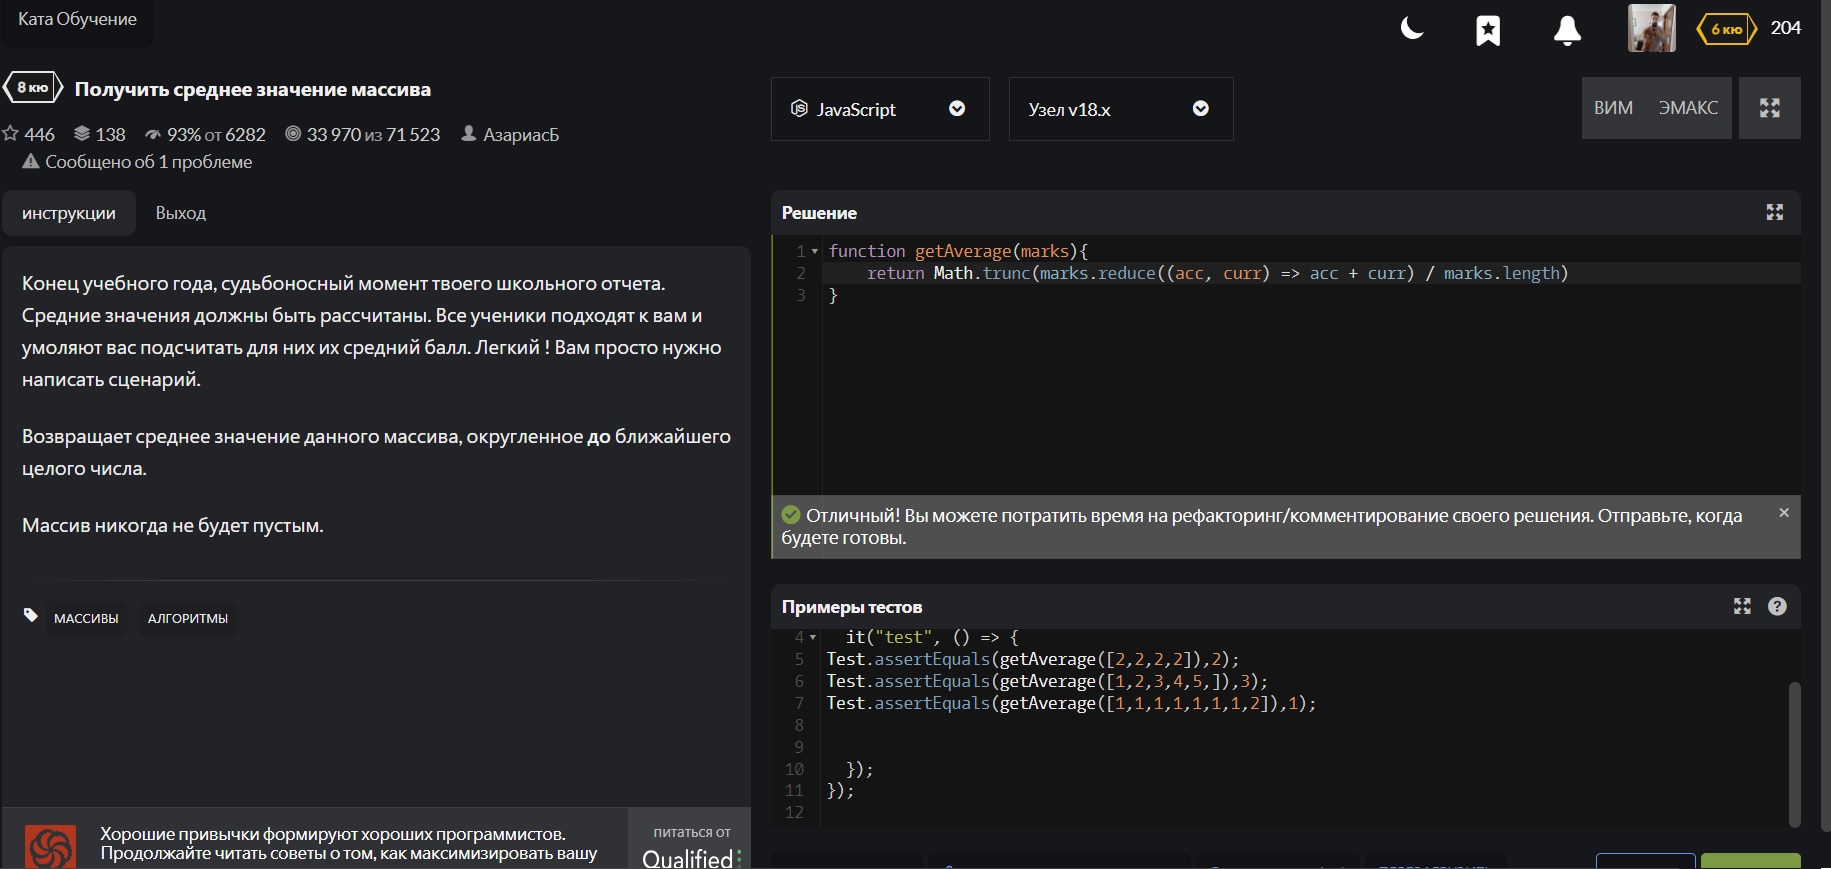 Ката Обучение
6 кю
204
8 кю
Получить среднее значение массива
446 138 93% от 6282 33 970 из 71 523 АзариасБ
Сообщено об 1 проблеме
JavaScript
Узел v18.x
ВИМ ЭМАКС
инструкции
Выход
Конец учебного года, судьбоносный момент твоего школьного отчета.
Средние значения должны быть рассчитаны. Все ученики подходят к вам и
умоляют вас подсчитать для них их средний балл. Легкий ! Вам просто нужно
написать сценарий.
Возвращает среднее значение данного массива, округленное до ближайшего
целого числа.
Массив никогда не будет пустым.
МАССИВЫ
АЛГОРИТМЫ
Хорошие привычки формируют хороших программистов.
Продолжайте читать советы о том, как максимизировать вашу
питаться от
Qualified
Решение
1 function getAverage(marks){
2 return Math.trunc(marks.reduce((acc, curr) => acc + curr) / marks.length)
3 }
Отличный! Вы можете потратить время на рефакторинг/комментирование своего решения. Отправьте, когда
будете готовы.
Примеры тестов
4 it("test", () => {
5 Test.assertEquals(getAverage([2,2,2,2]),2);
6 Test.assertEquals(getAverage([1,2,3,4,5,]),3);
7 Test.assertEquals(getAverage([1,1,1,1,1,1,1,2]),1);
8
9
10 });
11 });
12